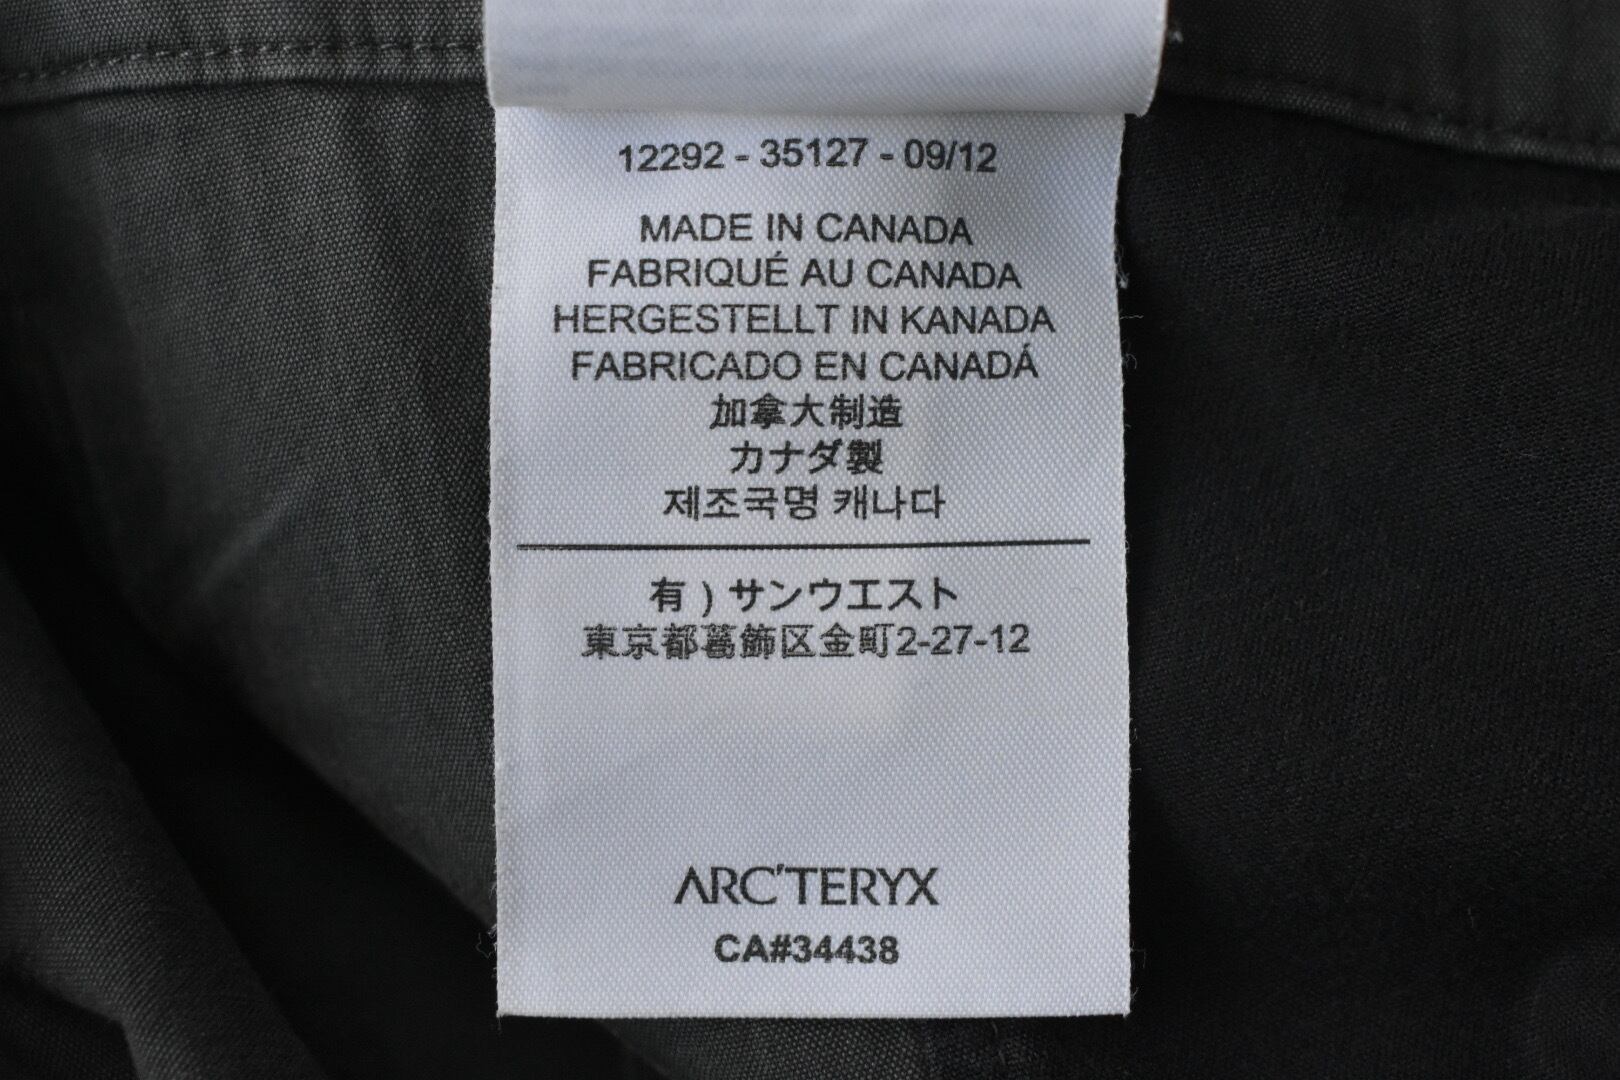 12292 - 35127 - 09/12
MADE IN CANADA
FABRIQUÉ AU CANADA
HERGESTELLT IN KANADA
FABRICADO EN CANADÁ
加拿大制造
カナダ製
제조국명 캐나다
有）サンウエスト
東京都葛飾区金町2-27-12
ARC'TERYX
CA#34438